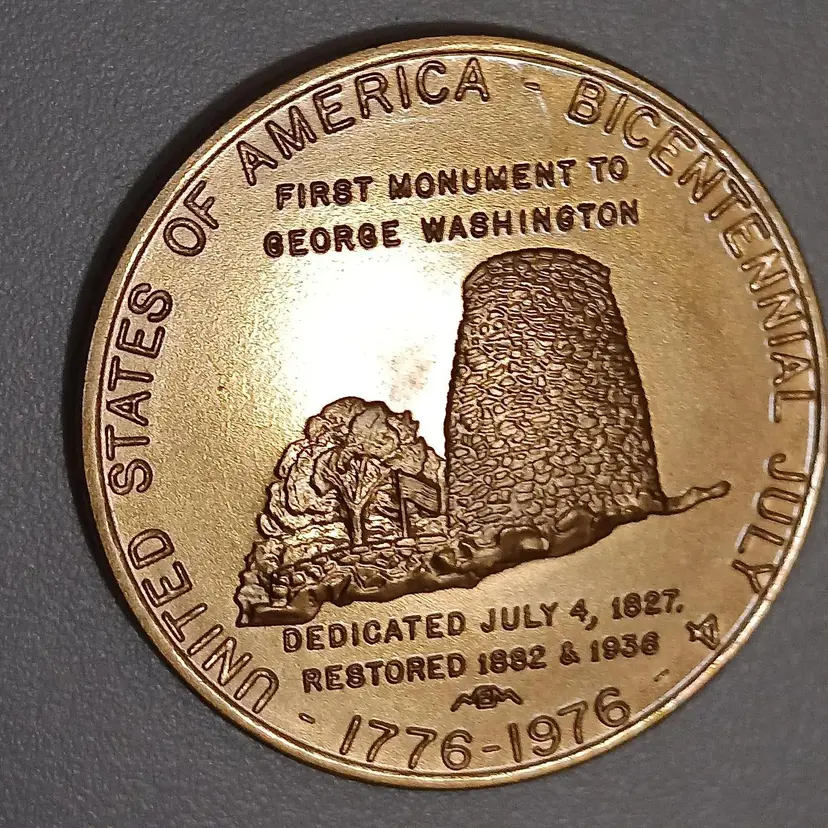 UNITED STATES OF AMERICA - BICENTENNIAL JULY 4
FIRST MONUMENT TO
GEORGE WASHINGTON
DEDICATED JULY 4, 1827.
RESTORED 1882 & 1936
- 1776-1976 -